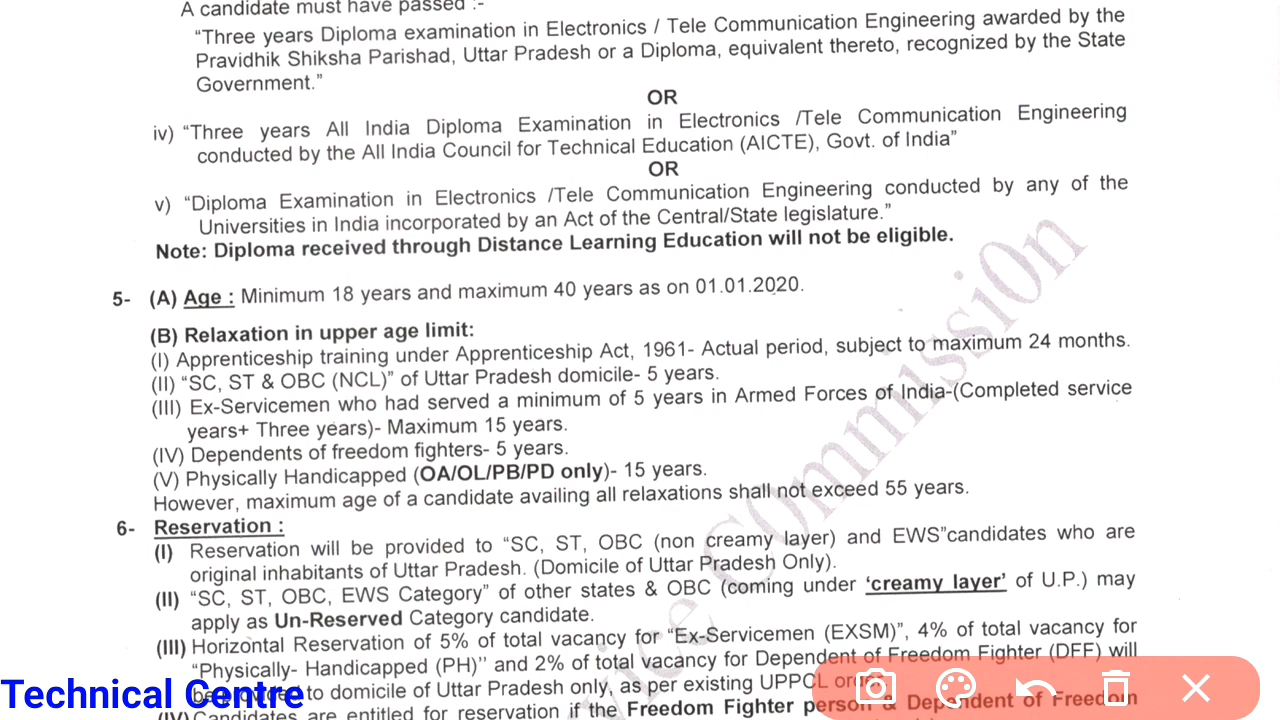 A candidate must have passed :-
“Three years Diploma examination in Electronics / Tele Communication Engineering awarded by the
Pravidhik Shiksha Parishad, Uttar Pradesh or a Diploma, equivalent thereto, recognized by the State
Government.”
OR
iv) “Three years All India Diploma Examination in Electronics /Tele Communication Engineering
conducted by the All India Council for Technical Education (AICTE), Govt. of India”
OR
v) “Diploma Examination in Electronics /Tele Communication Engineering conducted by any of the
Universities in India incorporated by an Act of the Central/State legislature.”
Note: Diploma received through Distance Learning Education will not be eligible.
5- (A) Age : Minimum 18 years and maximum 40 years as on 01.01.2020.
(B) Relaxation in upper age limit:
(I) Apprenticeship training under Apprenticeship Act, 1961- Actual period, subject to maximum 24 months.
(II) “SC, ST & OBC (NCL)” of Uttar Pradesh domicile- 5 years.
(III) Ex-Servicemen who had served a minimum of 5 years in Armed Forces of India-(Completed service
years+ Three years)- Maximum 15 years.
(IV) Dependents of freedom fighters- 5 years.
(V) Physically Handicapped (OA/OL/PB/PD only)- 15 years.
However, maximum age of a candidate availing all relaxations shall not exceed 55 years.
6- Reservation :
(I) Reservation will be provided to “SC, ST, OBC (non creamy layer) and EWS”candidates who are
original inhabitants of Uttar Pradesh. (Domicile of Uttar Pradesh Only).
(II) “SC, ST, OBC, EWS Category” of other states & OBC (coming under ‘creamy layer’ of U.P.) may
apply as Un-Reserved Category candidate.
(III) Horizontal Reservation of 5% of total vacancy for “Ex-Servicemen (EXSM)”, 4% of total vacancy for
“Physically- Handicapped (PH)” and 2% of total vacancy for Dependent of Freedom Fighter (DFF) will
to domicile of Uttar Pradesh only, as per existing UPPCL
(IV) Candidates are entitled for reservation if the Freedom Fighter person & Dependent of Freedom
vice COmmissiOn
Technical Centre